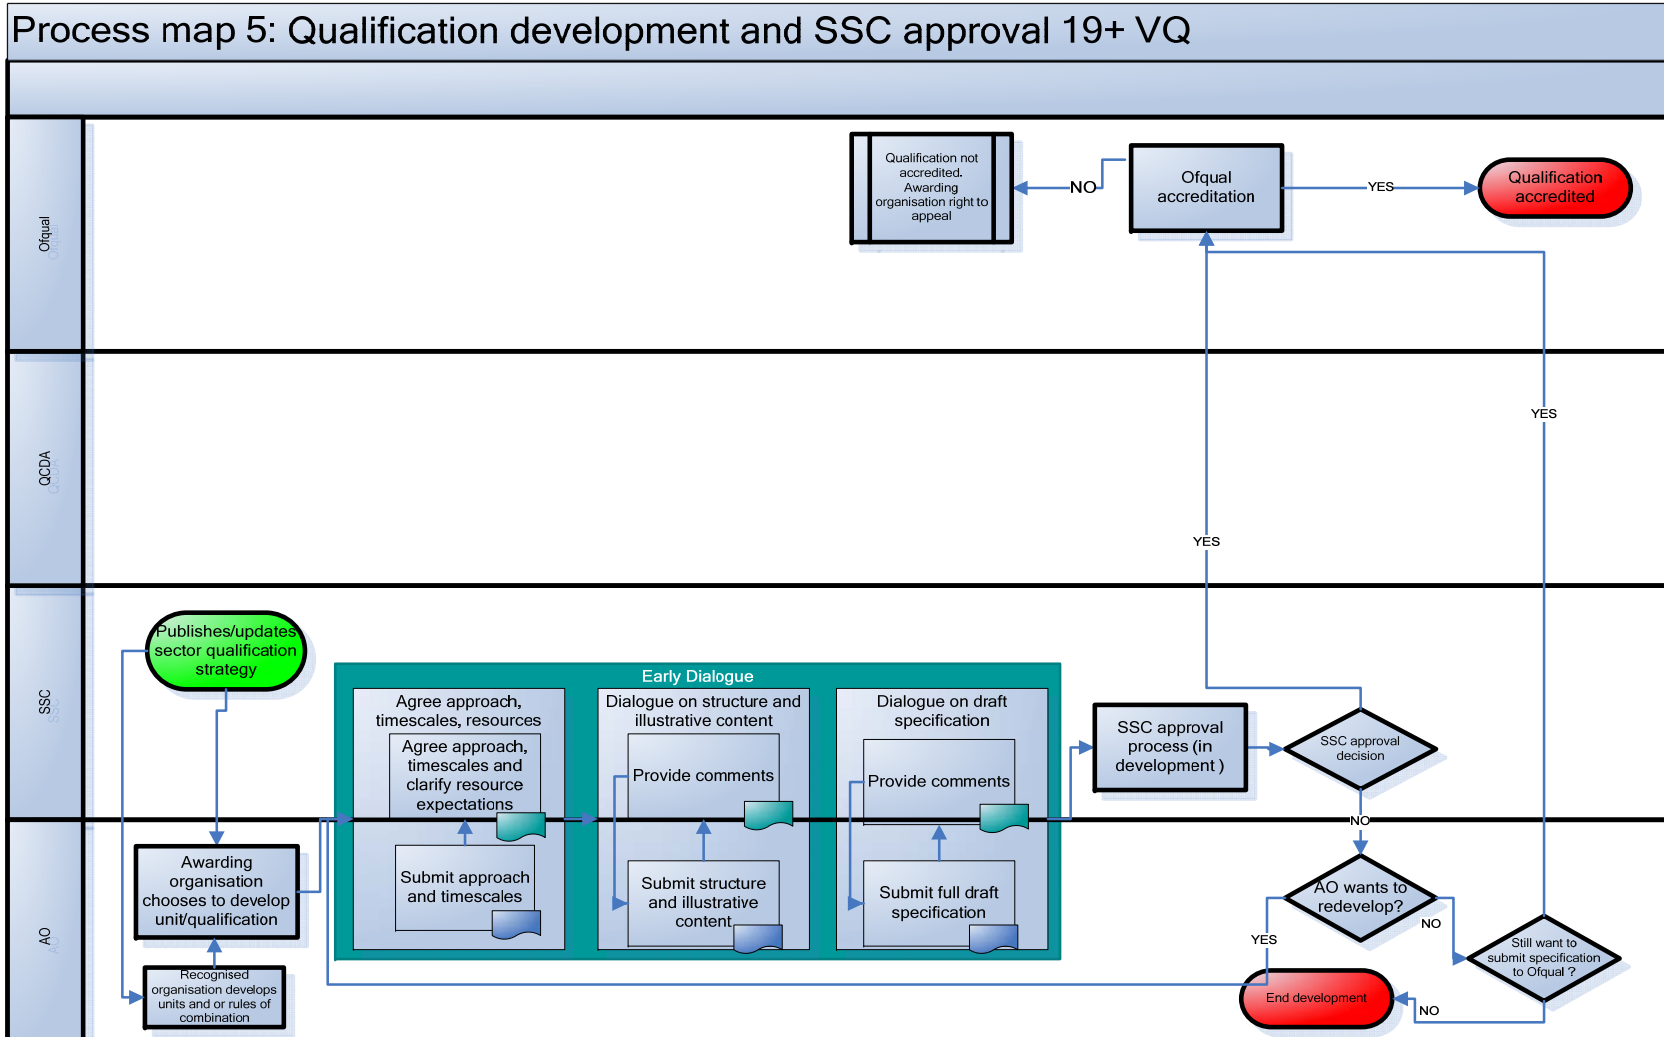 Process map 5: Qualification development and SSC approval 19+ VQ
Ofqual
Qualification not
accredited.
Awarding
organisation right to
appeal
NO
Ofqual
accreditation
YES
Qualification
accredited
QCDA
YES
YES
SSC
Publishes/updates
sector qualification
strategy
Early Dialogue
Agree approach,
timescales, resources
Agree approach,
timescales and
clarify resource
expectations
Dialogue on structure and
illustrative content
Provide comments
Dialogue on draft
specification
Provide comments
SSC approval
process (in
development )
SSC approval
decision
NO
AO
Awarding
organisation
chooses to develop
unit/qualification
Recognised
organisation develops
units and or rules of
combination
Submit approach
and timescales
Submit structure
and illustrative
content
Submit full draft
specification
AO wants to
redevelop?
YES
NO
Still want to
submit specification
to Ofqual ?
End development
NO